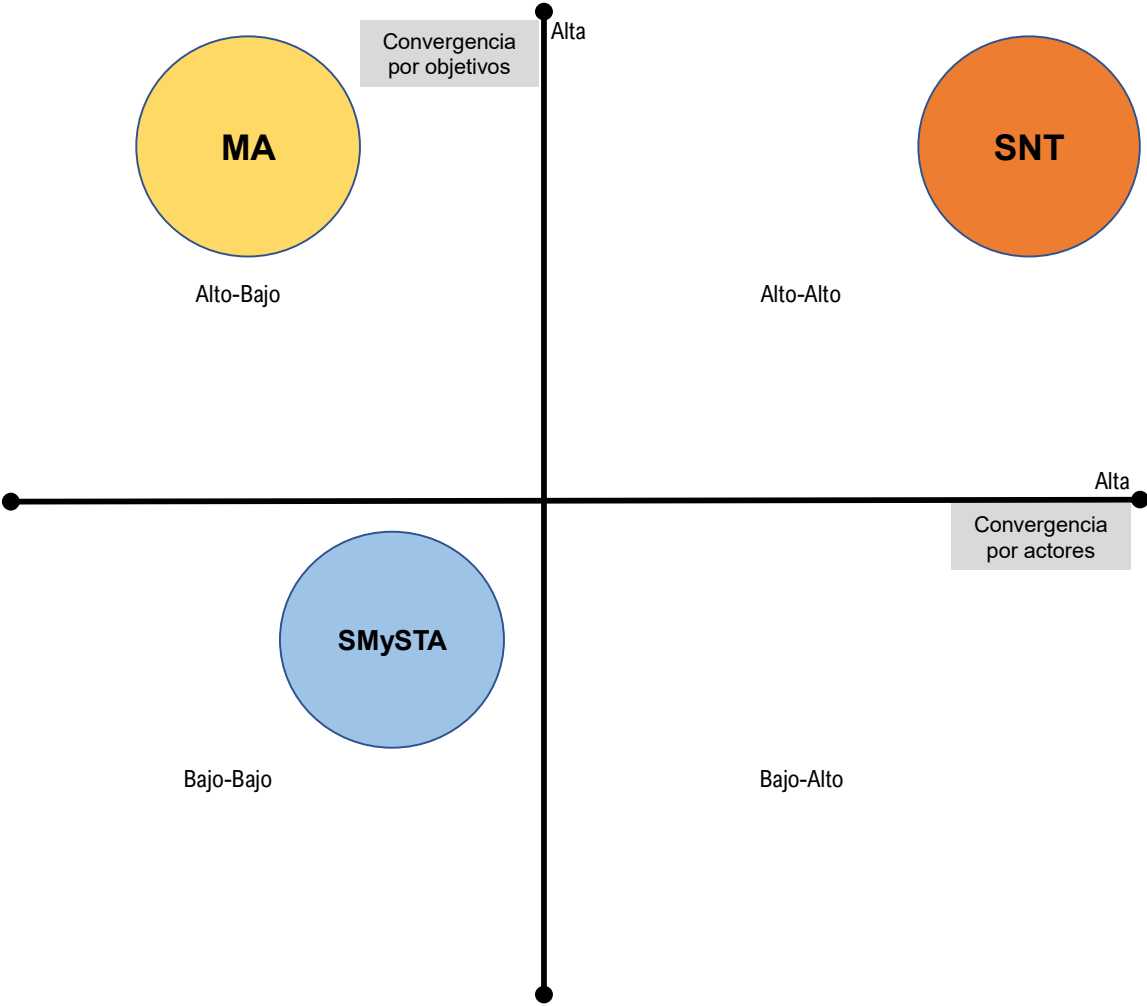 Alta
Convergencia
por objetivos
MA
SNT
Alto-Bajo
Alto-Alto
Alta
Convergencia
por actores
SMySTA
Bajo-Bajo
Bajo-Alto